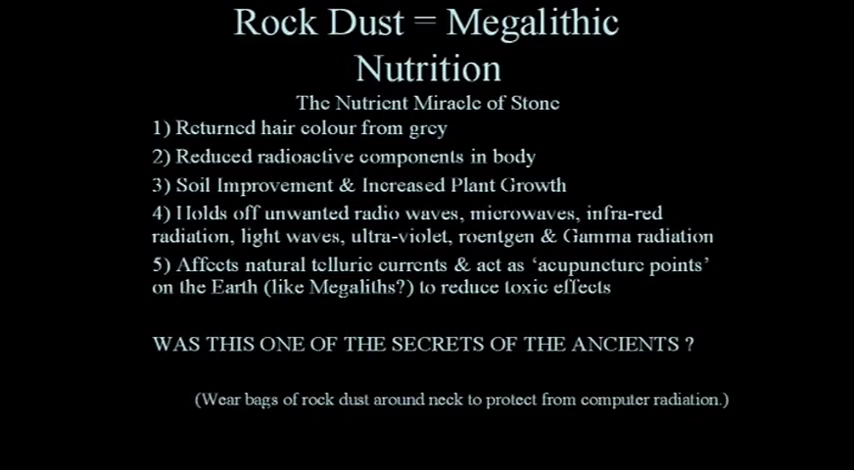 Rock Dust = Megalithic
Nutrition
The Nutrient Miracle of Stone
1) Returned hair colour from grey
2) Reduced radioactive components in body
3) Soil Improvement & Increased Plant Growth
4) Holds off unwanted radio waves, microwaves, infra-red
radiation, light waves, ultra-violet, roentgen & Gamma radiation
5) Affects natural telluric currents & act as ‘acupuncture points’
on the Earth (like Megaliths?) to reduce toxic effects
WAS THIS ONE OF THE SECRETS OF THE ANCIENTS ?
(Wear bags of rock dust around neck to protect from computer radiation.)